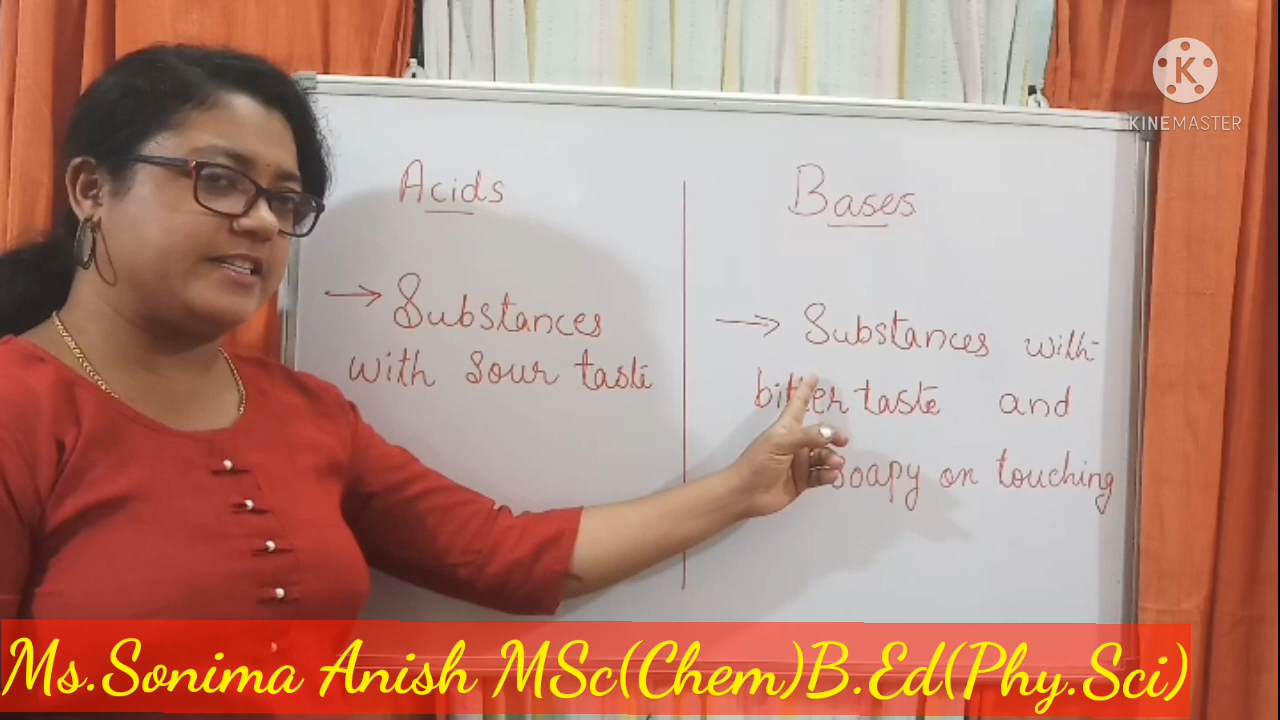 KINEMASTER
Acids
→ Substances
with sour taste
Bases
→ Substances with
bitter taste and
soapy on touching
Ms.Sonima Anish MSc(Chem)B.Ed(Phy.Sci)